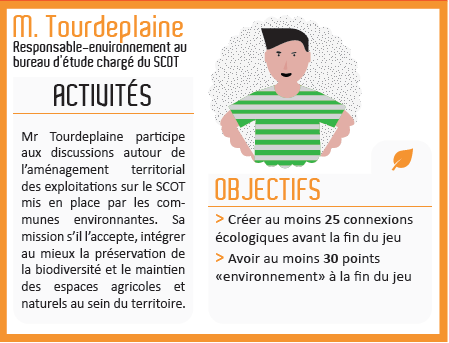 M. Tourdeplaine
Responsable-environnement au
bureau d'étude chargé du SCOT
ACTIVITÉS
Mr Tourdeplaine participe
aux discussions autour de
l'aménagement territorial
des exploitations sur le SCOT
mis en place par les com-
munes environnantes. Sa
mission s'il l'accepte, intégrer
au mieux la préservation de
la biodiversité et le maintien
des espaces agricoles et
naturels au sein du territoire.
OBJECTIFS
> Créer au moins 25 connexions
écologiques avant la fin du jeu
> Avoir au moins 30 points
«environnement» à la fin du jeu